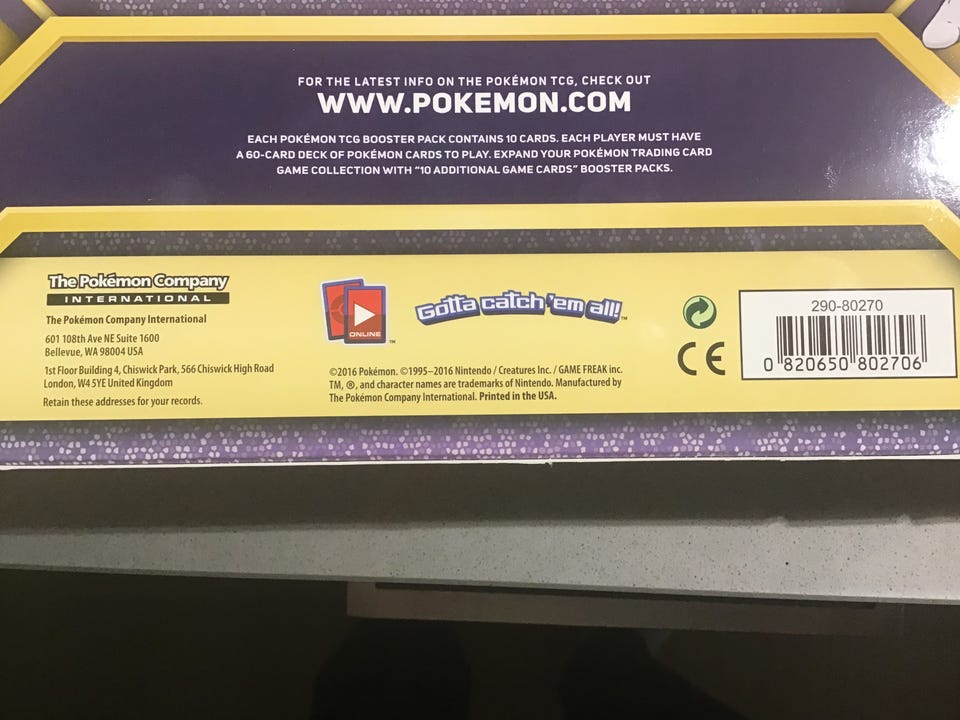 FOR THE LATEST INFO ON THE POKÉMON TCG, CHECK OUT
WWW.POKEMON.COM
EACH POKÉMON TCG BOOSTER PACK CONTAINS 10 CARDS. EACH PLAYER MUST HAVE
A 60-CARD DECK OF POKÉMON CARDS TO PLAY. EXPAND YOUR POKÉMON TRADING CARD
GAME COLLECTION WITH "10 ADDITIONAL GAME CARDS" BOOSTER PACKS.
The Pokémon Company
INTERNATIONAL
The Pokémon Company International
601 108th Ave NE Suite 1600
Bellevue, WA 98004 USA
1st Floor Building 4, Chiswick Park, 566 Chiswick High Road
London, W4 5YE United Kingdom
Retain these addresses for your records.
ONLINE ™
Gotta catch 'em all! ™
©2016 Pokémon. ©1995–2016 Nintendo / Creatures Inc. / GAME FREAK inc.
TM, ®, and character names are trademarks of Nintendo. Manufactured by
The Pokémon Company International. Printed in the USA.
CE
290-80270
0 820650 802706